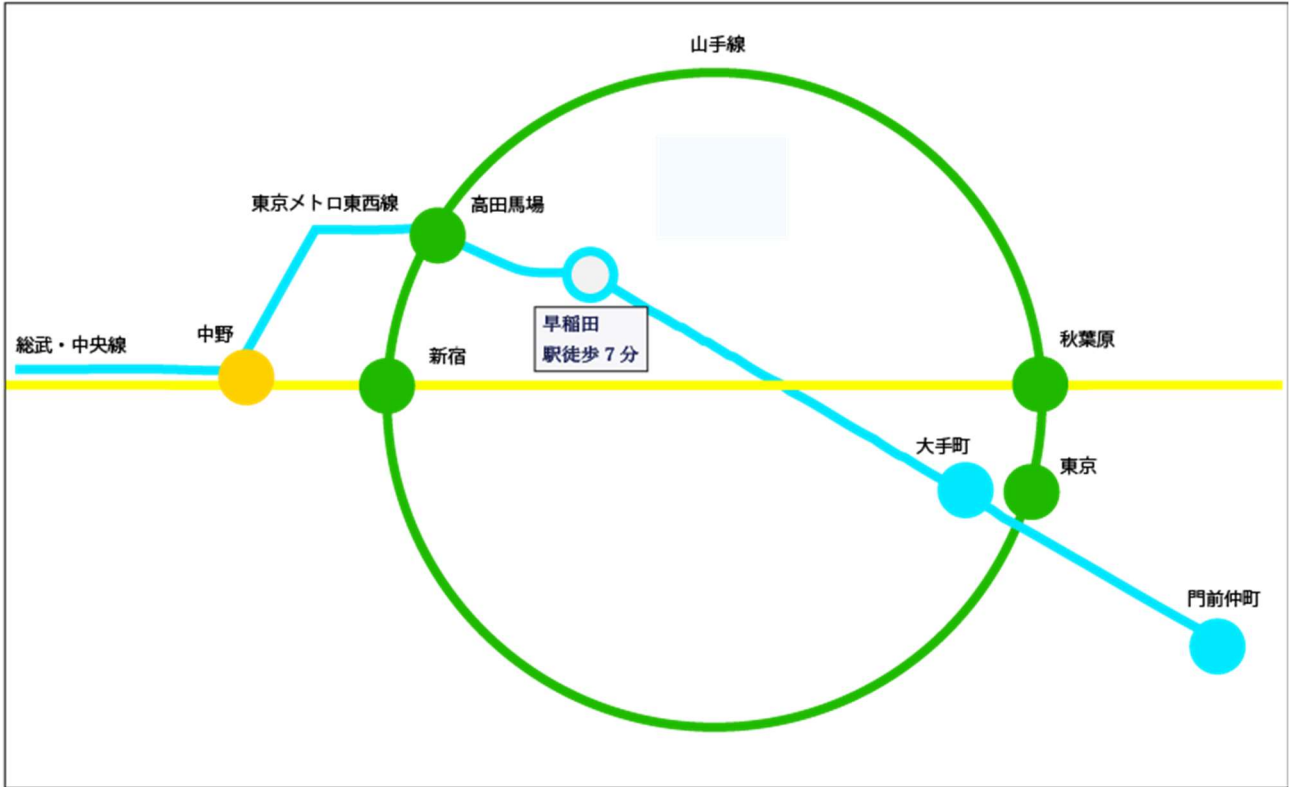 山手線
東京メトロ東西線
高田馬場
早稲田
駅徒歩７分
総武・中央線
中野
新宿
秋葉原
大手町
東京
門前仲町